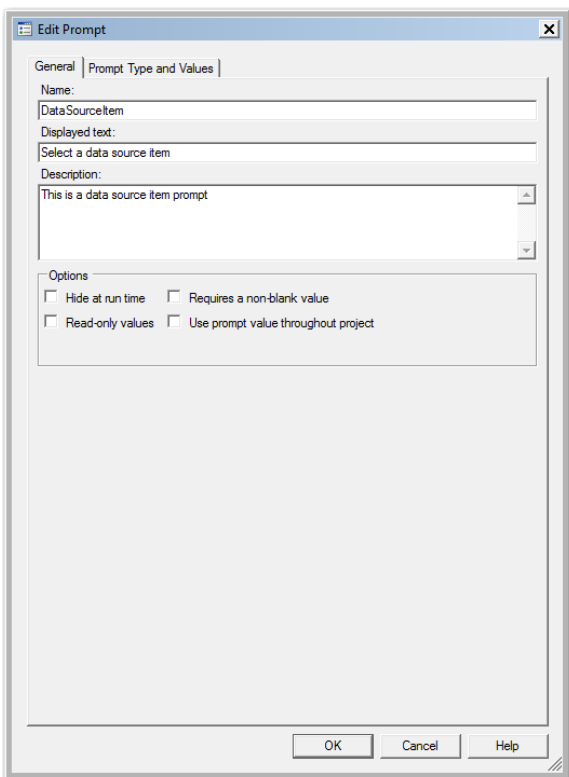 Edit Prompt
General Prompt Type and Values
Name:
DataSourceItem
Displayed text:
Select a data source item
Description:
This is a data source item prompt
Options
Hide at run time Requires a non-blank value
Read-only values Use prompt value throughout project
OK Cancel Help